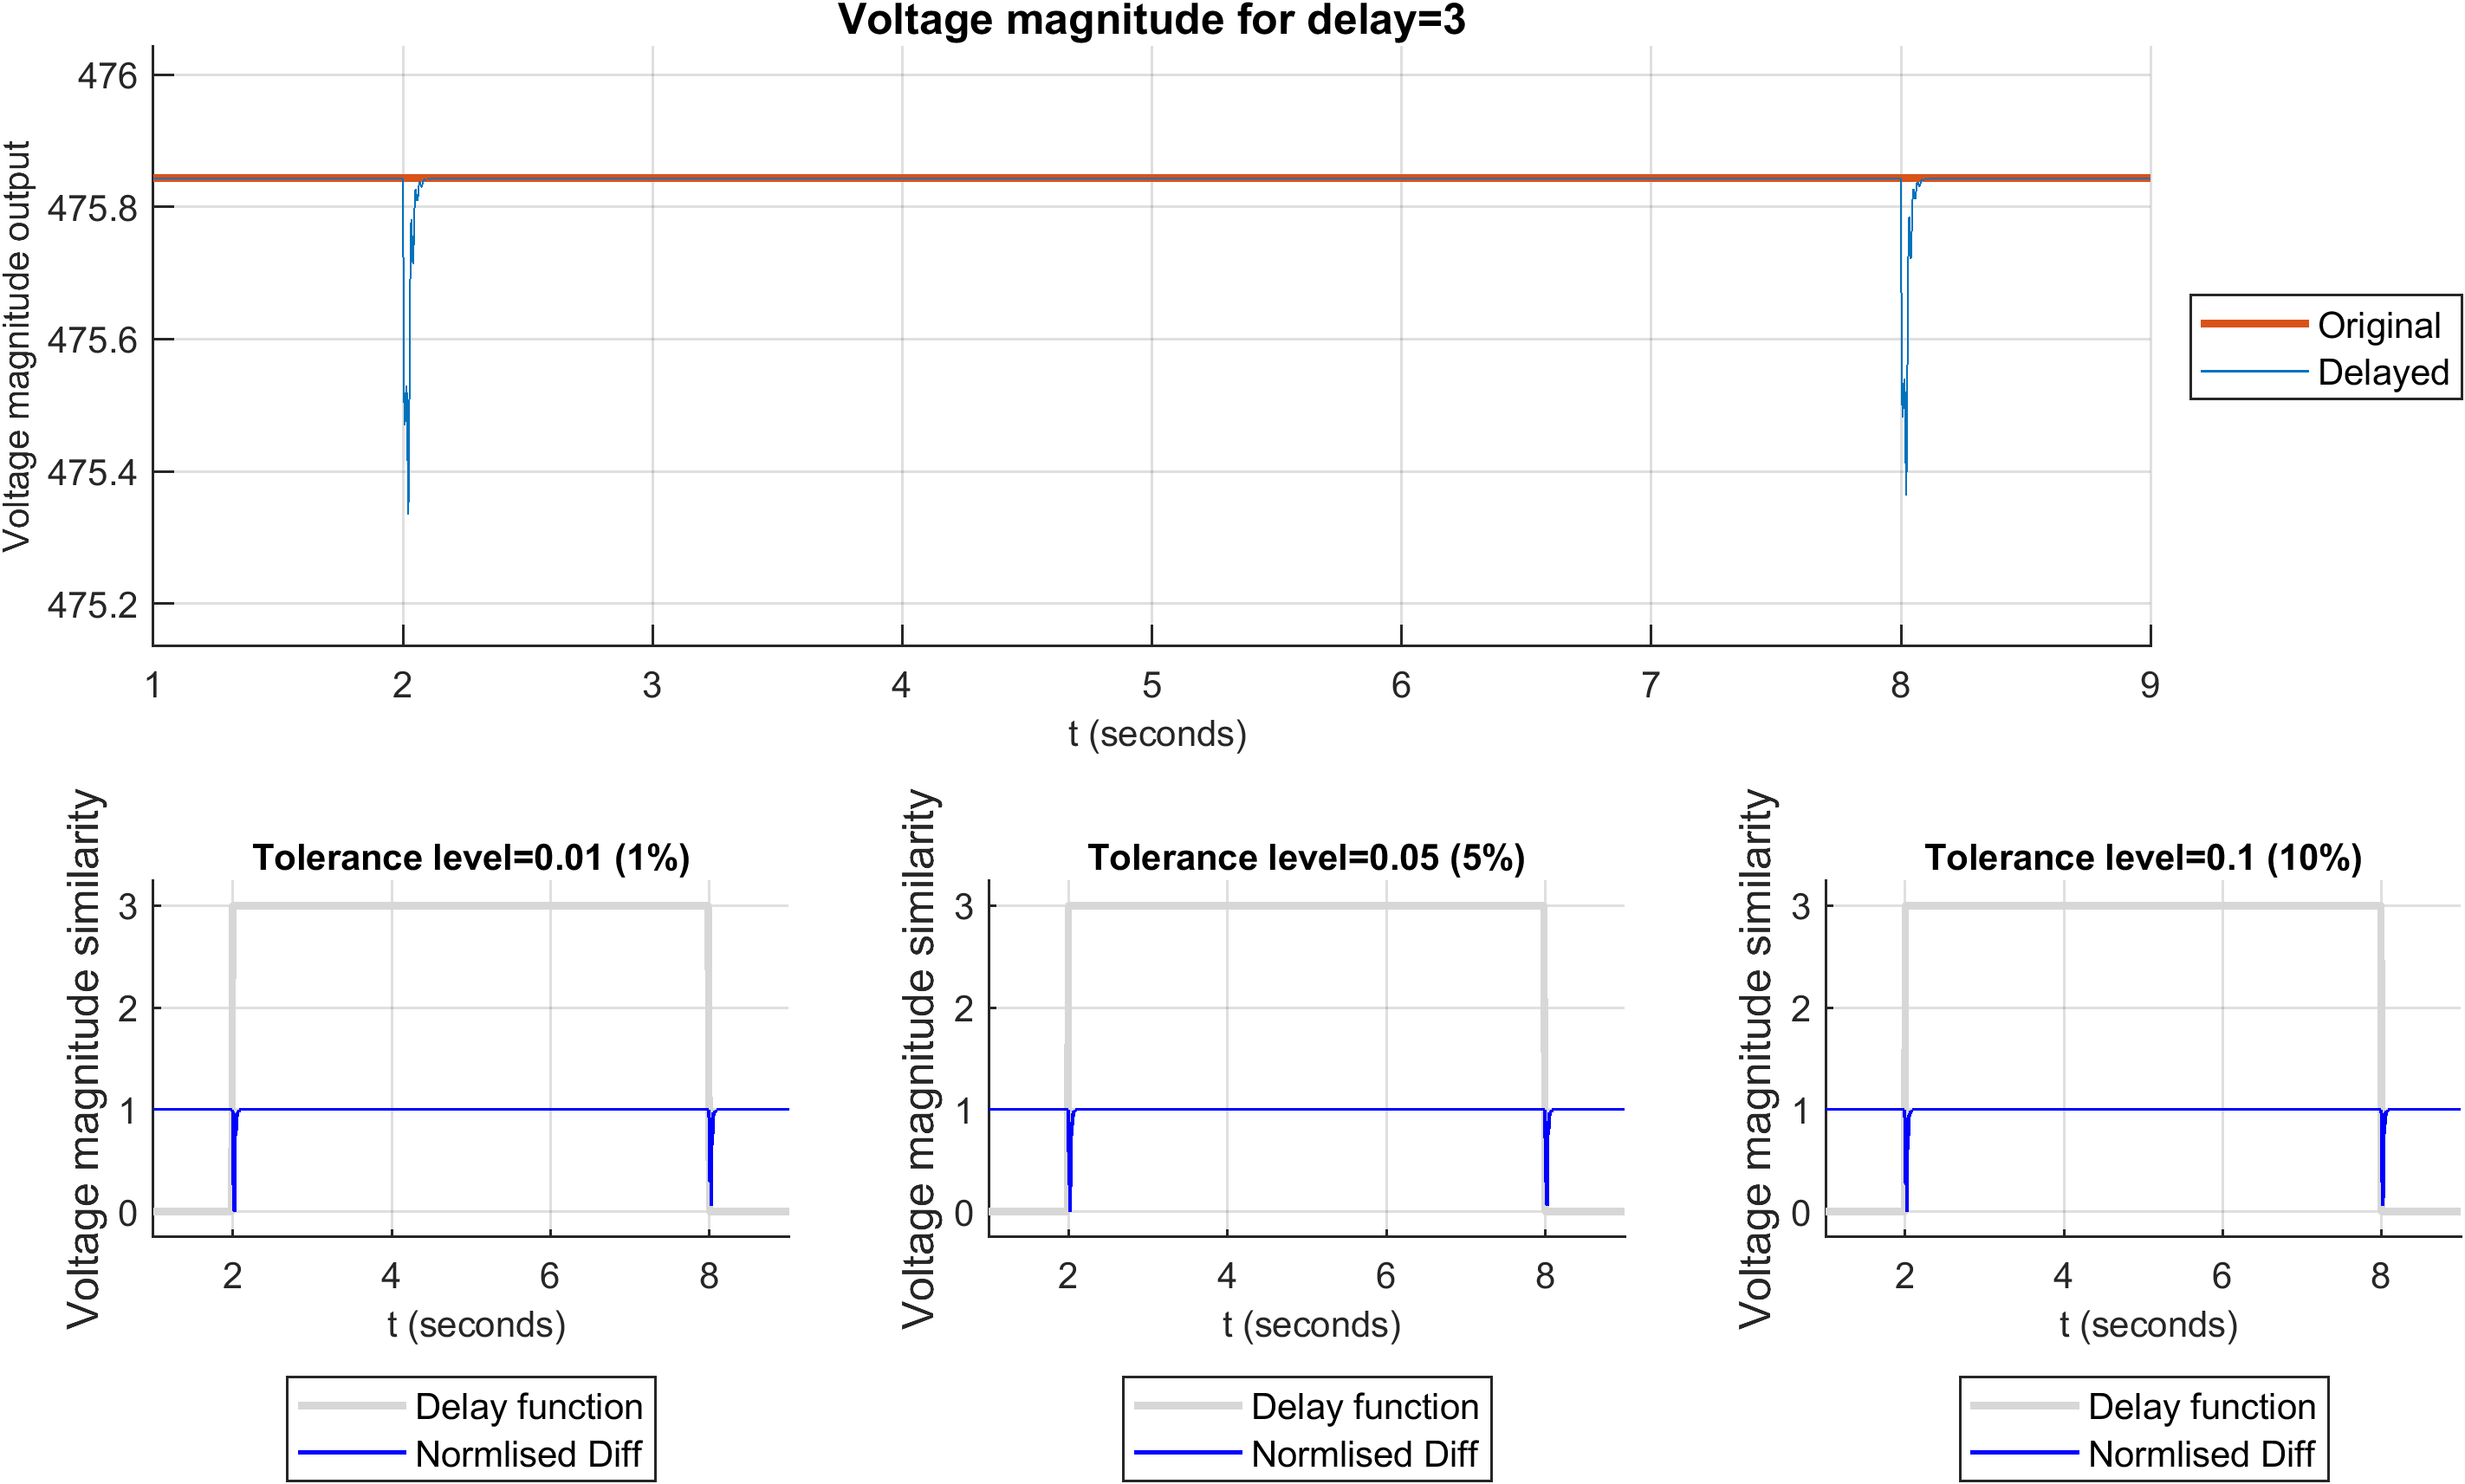 Voltage magnitude for delay=3
Voltage magnitude output
476
475.8
475.6
475.4
475.2
1 2 3 4 5 6 7 8 9
t (seconds)
Original
Delayed
Tolerance level=0.01 (1%)
Voltage magnitude similarity
3
2
1
0
2 4 6 8
t (seconds)
Delay function
Normlised Diff
Tolerance level=0.05 (5%)
Voltage magnitude similarity
3
2
1
0
2 4 6 8
t (seconds)
Delay function
Normlised Diff
Tolerance level=0.1 (10%)
Voltage magnitude similarity
3
2
1
0
2 4 6 8
t (seconds)
Delay function
Normlised Diff